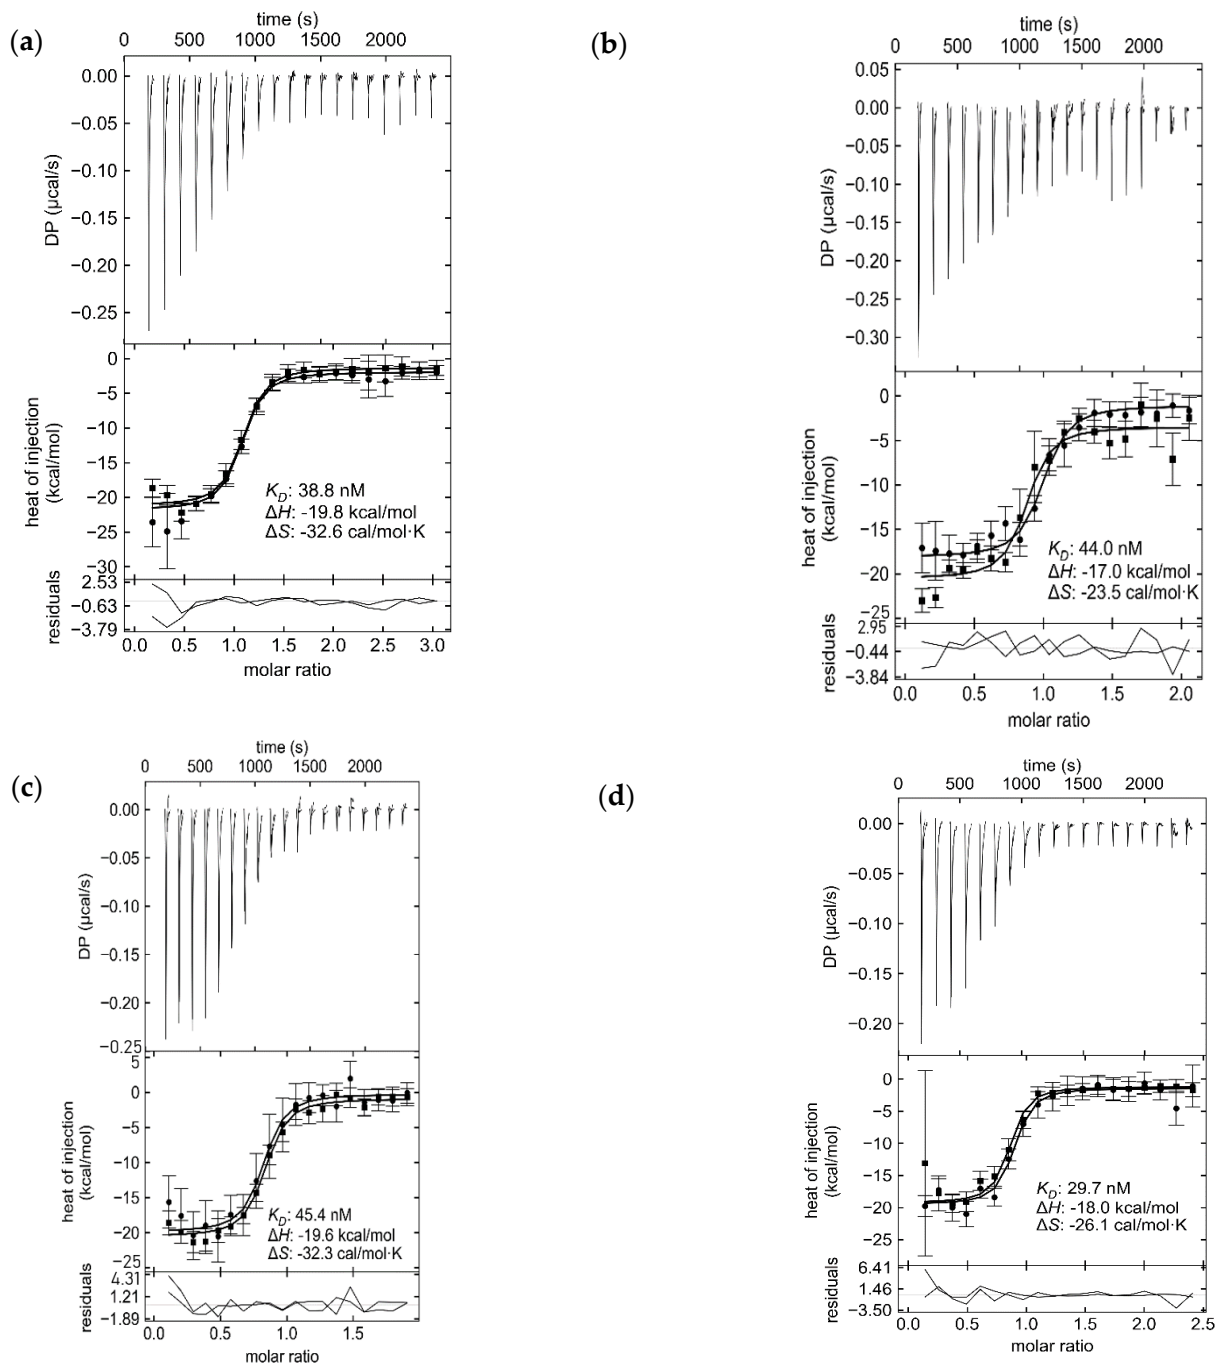 (a)
time (s)
0 500 1000 1500 2000
0.00
−0.05
−0.10
−0.15
−0.20
−0.25
DP (µcal/s)
0
−5
−10
−15
−20
−25
−30
heat of injection
(kcal/mol)
K_D: 38.8 nM
ΔH: -19.8 kcal/mol
ΔS: -32.6 cal/mol·K
2.53
−0.63
−3.79
residuals
0.0 0.5 1.0 1.5 2.0 2.5 3.0
molar ratio
(b)
time (s)
0 500 1000 1500 2000
0.05
0.00
−0.05
−0.10
−0.15
−0.20
−0.25
−0.30
DP (µcal/s)
0
−5
−10
−15
−20
−25
heat of injection
(kcal/mol)
K_D: 44.0 nM
ΔH: -17.0 kcal/mol
ΔS: -23.5 cal/mol·K
2.95
−0.44
−3.84
residuals
0.0 0.5 1.0 1.5 2.0
molar ratio
(c)
time (s)
0 500 1000 1500 2000
0.00
−0.05
−0.10
−0.15
−0.20
−0.25
DP (µcal/s)
5
0
−5
−10
−15
−20
−25
heat of injection
(kcal/mol)
K_D: 45.4 nM
ΔH: -19.6 kcal/mol
ΔS: -32.3 cal/mol·K
4.31
1.21
−1.89
residuals
0.0 0.5 1.0 1.5
molar ratio
(d)
time (s)
0 500 1000 1500 2000
0.00
−0.05
−0.10
−0.15
−0.20
DP (µcal/s)
0
−5
−10
−15
−20
−25
heat of injection
(kcal/mol)
K_D: 29.7 nM
ΔH: -18.0 kcal/mol
ΔS: -26.1 cal/mol·K
6.41
1.46
−3.50
residuals
0.0 0.5 1.0 1.5 2.0 2.5
molar ratio